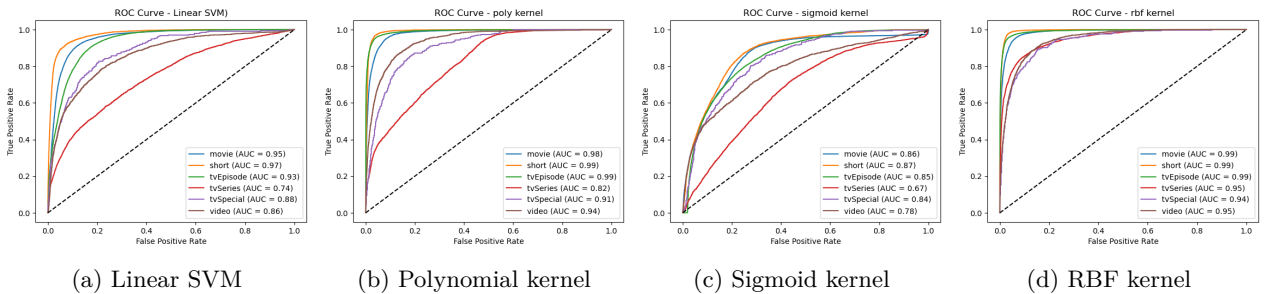 ROC Curve - Linear SVM)
True Positive Rate
1.0
0.8
0.6
0.4
0.2
0.0
movie (AUC = 0.95)
short (AUC = 0.97)
tvEpisode (AUC = 0.93)
tvSeries (AUC = 0.74)
tvSpecial (AUC = 0.88)
video (AUC = 0.86)
0.0 0.2 0.4 0.6 0.8 1.0
False Positive Rate
(a) Linear SVM
ROC Curve - poly kernel
True Positive Rate
1.0
0.8
0.6
0.4
0.2
0.0
movie (AUC = 0.98)
short (AUC = 0.99)
tvEpisode (AUC = 0.99)
tvSeries (AUC = 0.82)
tvSpecial (AUC = 0.91)
video (AUC = 0.94)
0.0 0.2 0.4 0.6 0.8 1.0
False Positive Rate
(b) Polynomial kernel
ROC Curve - sigmoid kernel
True Positive Rate
1.0
0.8
0.6
0.4
0.2
0.0
movie (AUC = 0.86)
short (AUC = 0.87)
tvEpisode (AUC = 0.85)
tvSeries (AUC = 0.67)
tvSpecial (AUC = 0.84)
video (AUC = 0.78)
0.0 0.2 0.4 0.6 0.8 1.0
False Positive Rate
(c) Sigmoid kernel
ROC Curve - rbf kernel
True Positive Rate
1.0
0.8
0.6
0.4
0.2
0.0
movie (AUC = 0.99)
short (AUC = 0.99)
tvEpisode (AUC = 0.99)
tvSeries (AUC = 0.95)
tvSpecial (AUC = 0.94)
video (AUC = 0.95)
0.0 0.2 0.4 0.6 0.8 1.0
False Positive Rate
(d) RBF kernel